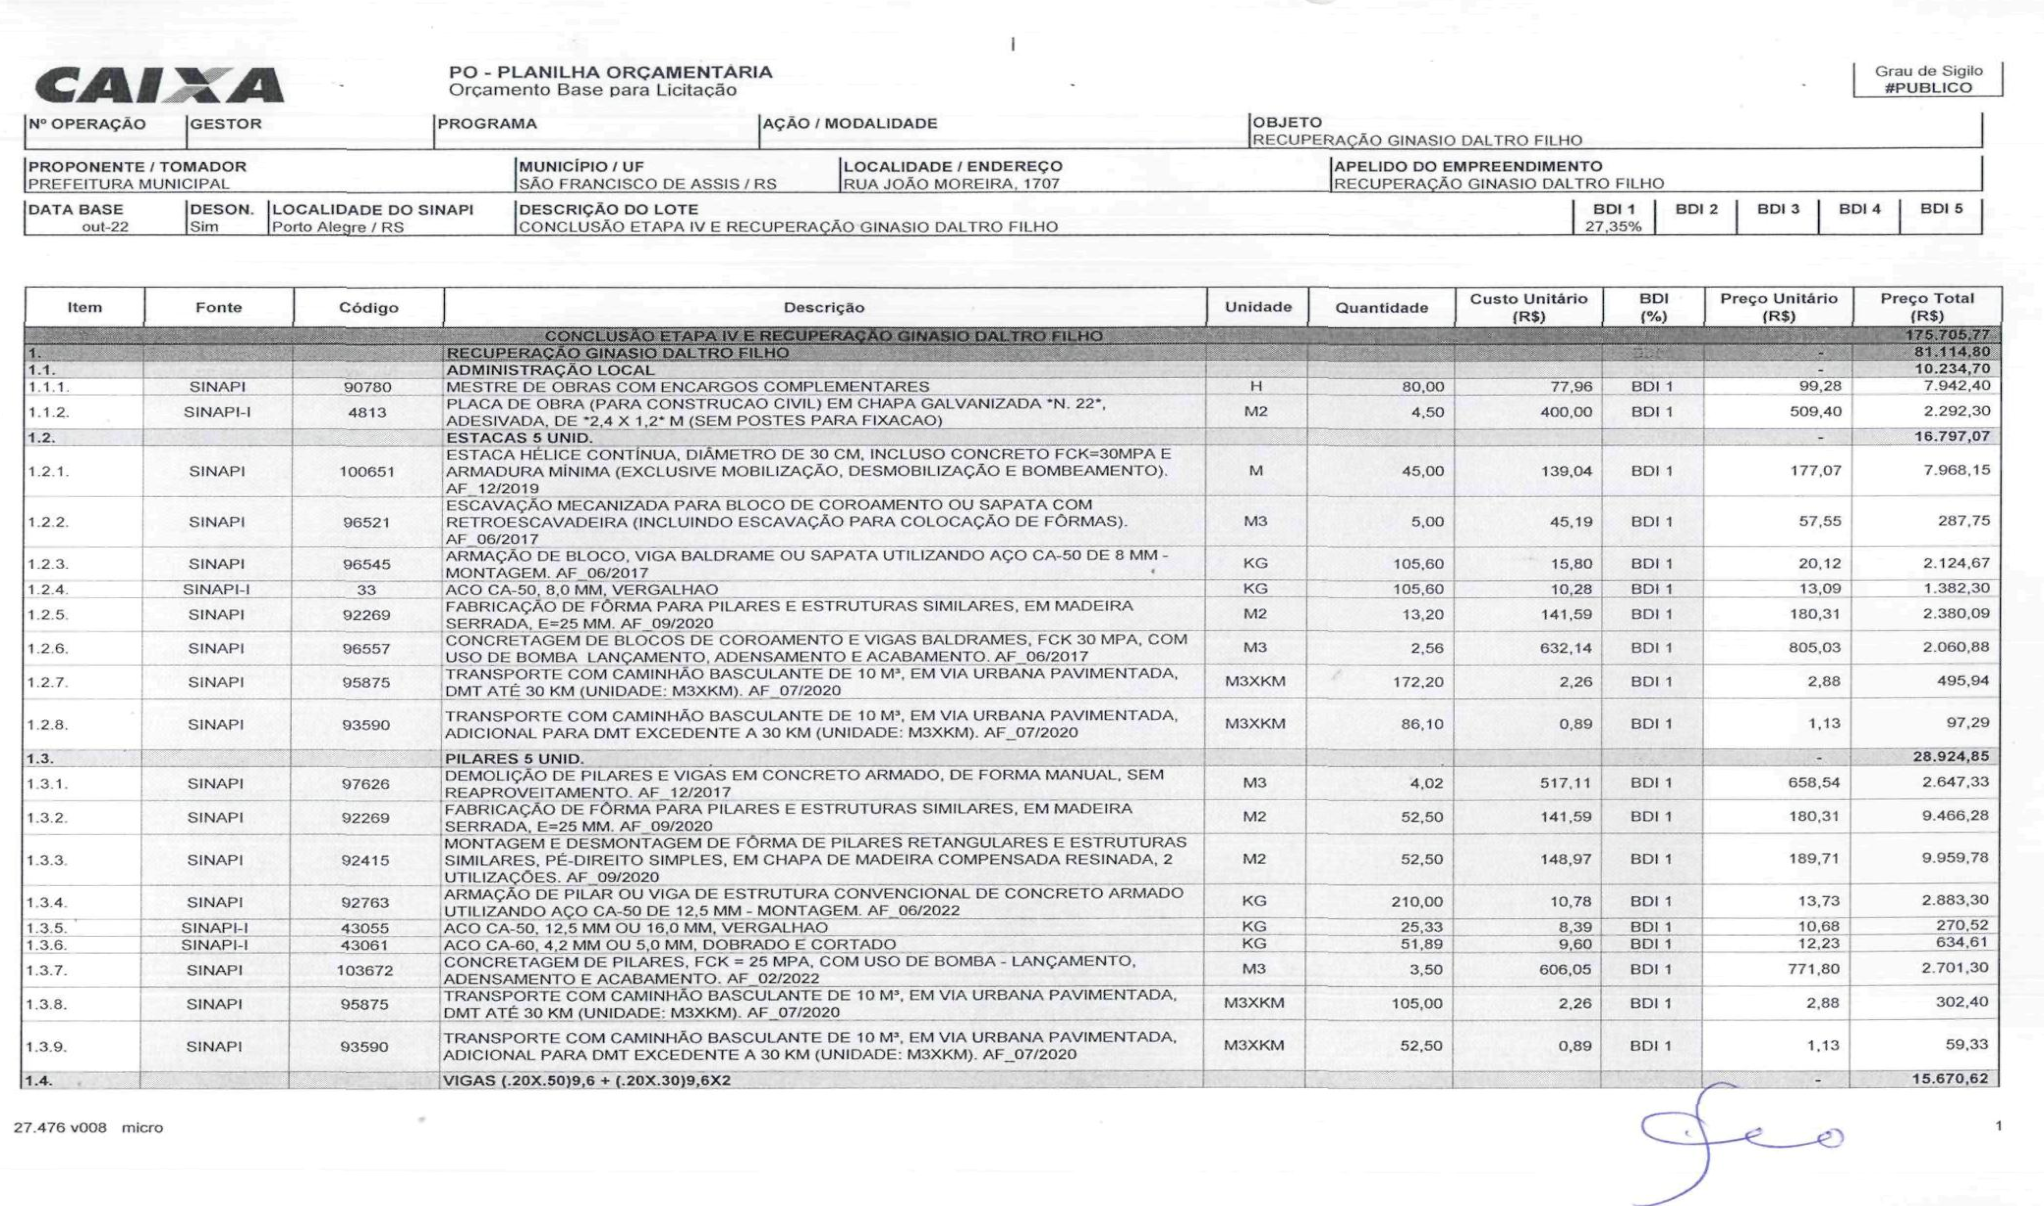 CAIXA
PO - PLANILHA ORÇAMENTÁRIA
Orçamento Base para Licitação
Grau de Sigilo
#PUBLICO
Nº OPERAÇÃO GESTOR PROGRAMA AÇÃO / MODALIDADE OBJETO
RECUPERAÇÃO GINASIO DALTRO FILHO
PROPONENTE / TOMADOR MUNICÍPIO / UF LOCALIDADE / ENDEREÇO APELIDO DO EMPREENDIMENTO
PREFEITURA MUNICIPAL SÃO FRANCISCO DE ASSIS / RS RUA JOÃO MOREIRA, 1707 RECUPERAÇÃO GINASIO DALTRO FILHO
DATA BASE DESON. LOCALIDADE DO SINAPI DESCRIÇÃO DO LOTE BDI 1 BDI 2 BDI 3 BDI 4 BDI 5
out-22 Sim Porto Alegre / RS CONCLUSÃO ETAPA IV E RECUPERAÇÃO GINASIO DALTRO FILHO 27,35%
Item Fonte Código Descrição Unidade Quantidade Custo Unitário (R$) BDI (%) Preço Unitário (R$) Preço Total (R$)
CONCLUSÃO ETAPA IV E RECUPERAÇÃO GINASIO DALTRO FILHO 175.705,77
1. RECUPERAÇÃO GINASIO DALTRO FILHO - 81.114,80
1.1. ADMINISTRAÇÃO LOCAL - 10.234,70
1.1.1. SINAPI 90780 MESTRE DE OBRAS COM ENCARGOS COMPLEMENTARES H 80,00 77,96 BDI 1 99,28 7.942,40
1.1.2. SINAPI-I 4813 PLACA DE OBRA (PARA CONSTRUCAO CIVIL) EM CHAPA GALVANIZADA *N. 22*,
ADESIVADA, DE *2,4 X 1,2* M (SEM POSTES PARA FIXACAO) M2 4,50 400,00 BDI 1 509,40 2.292,30
1.2. ESTACAS 5 UNID. - 16.797,07
1.2.1. SINAPI 100651 ESTACA HÉLICE CONTÍNUA, DIÂMETRO DE 30 CM, INCLUSO CONCRETO FCK=30MPA E
ARMADURA MÍNIMA (EXCLUSIVE MOBILIZAÇÃO, DESMOBILIZAÇÃO E BOMBEAMENTO). M 45,00 139,04 BDI 1 177,07 7.968,15
AF_12/2019
1.2.2. SINAPI 96521 ESCAVAÇÃO MECANIZADA PARA BLOCO DE COROAMENTO OU SAPATA COM
RETROESCAVADEIRA (INCLUINDO ESCAVAÇÃO PARA COLOCAÇÃO DE FÔRMAS). M3 5,00 45,19 BDI 1 57,55 287,75
AF_06/2017
1.2.3. SINAPI 96545 ARMAÇÃO DE BLOCO, VIGA BALDRAME OU SAPATA UTILIZANDO AÇO CA-50 DE 8 MM -
MONTAGEM. AF_06/2017 KG 105,60 15,80 BDI 1 20,12 2.124,67
1.2.4. SINAPI-I 33 ACO CA-50, 8,0 MM, VERGALHAO KG 105,60 10,28 BDI 1 13,09 1.382,30
1.2.5. SINAPI 92269 FABRICAÇÃO DE FÔRMA PARA PILARES E ESTRUTURAS SIMILARES, EM MADEIRA
SERRADA, E=25 MM. AF_09/2020 M2 13,20 141,59 BDI 1 180,31 2.380,09
1.2.6. SINAPI 96557 CONCRETAGEM DE BLOCOS DE COROAMENTO E VIGAS BALDRAMES, FCK 30 MPA, COM
USO DE BOMBA LANÇAMENTO, ADENSAMENTO E ACABAMENTO. AF_06/2017 M3 2,56 632,14 BDI 1 805,03 2.060,88
1.2.7. SINAPI 95875 TRANSPORTE COM CAMINHÃO BASCULANTE DE 10 M³, EM VIA URBANA PAVIMENTADA,
DMT ATÉ 30 KM (UNIDADE: M3XKM). AF_07/2020 M3XKM 172,20 2,26 BDI 1 2,88 495,94
1.2.8. SINAPI 93590 TRANSPORTE COM CAMINHÃO BASCULANTE DE 10 M³, EM VIA URBANA PAVIMENTADA,
ADICIONAL PARA DMT EXCEDENTE A 30 KM (UNIDADE: M3XKM). AF_07/2020 M3XKM 86,10 0,89 BDI 1 1,13 97,29
1.3. PILARES 5 UNID. - 28.924,85
1.3.1. SINAPI 97626 DEMOLIÇÃO DE PILARES E VIGAS EM CONCRETO ARMADO, DE FORMA MANUAL, SEM
REAPROVEITAMENTO. AF_12/2017 M3 4,02 517,11 BDI 1 658,54 2.647,33
1.3.2. SINAPI 92269 FABRICAÇÃO DE FÔRMA PARA PILARES E ESTRUTURAS SIMILARES, EM MADEIRA
SERRADA, E=25 MM. AF_09/2020 M2 52,50 141,59 BDI 1 180,31 9.466,28
1.3.3. SINAPI 92415 MONTAGEM E DESMONTAGEM DE FÔRMA DE PILARES RETANGULARES E ESTRUTURAS
SIMILARES, PÉ-DIREITO SIMPLES, EM CHAPA DE MADEIRA COMPENSADA RESINADA, 2 M2 52,50 148,97 BDI 1 189,71 9.959,78
UTILIZAÇÕES. AF_09/2020
1.3.4. SINAPI 92763 ARMAÇÃO DE PILAR OU VIGA DE ESTRUTURA CONVENCIONAL DE CONCRETO ARMADO
UTILIZANDO AÇO CA-50 DE 12,5 MM - MONTAGEM. AF_06/2022 KG 210,00 10,78 BDI 1 13,73 2.883,30
1.3.5. SINAPI-I 43055 ACO CA-50, 12,5 MM OU 16,0 MM, VERGALHAO KG 25,33 8,39 BDI 1 10,68 270,52
1.3.6. SINAPI-I 43061 ACO CA-60, 4,2 MM OU 5,0 MM, DOBRADO E CORTADO KG 51,89 9,60 BDI 1 12,23 634,61
1.3.7. SINAPI 103672 CONCRETAGEM DE PILARES, FCK = 25 MPA, COM USO DE BOMBA - LANÇAMENTO,
ADENSAMENTO E ACABAMENTO. AF_02/2022 M3 3,50 606,05 BDI 1 771,80 2.701,30
1.3.8. SINAPI 95875 TRANSPORTE COM CAMINHÃO BASCULANTE DE 10 M³, EM VIA URBANA PAVIMENTADA,
DMT ATÉ 30 KM (UNIDADE: M3XKM). AF_07/2020 M3XKM 105,00 2,26 BDI 1 2,88 302,40
1.3.9. SINAPI 93590 TRANSPORTE COM CAMINHÃO BASCULANTE DE 10 M³, EM VIA URBANA PAVIMENTADA,
ADICIONAL PARA DMT EXCEDENTE A 30 KM (UNIDADE: M3XKM). AF_07/2020 M3XKM 52,50 0,89 BDI 1 1,13 59,33
1.4. VIGAS (.20X.50)9,6 + (.20X.30)9,6X2 - 15.670,62
27.476 v008 micro 1